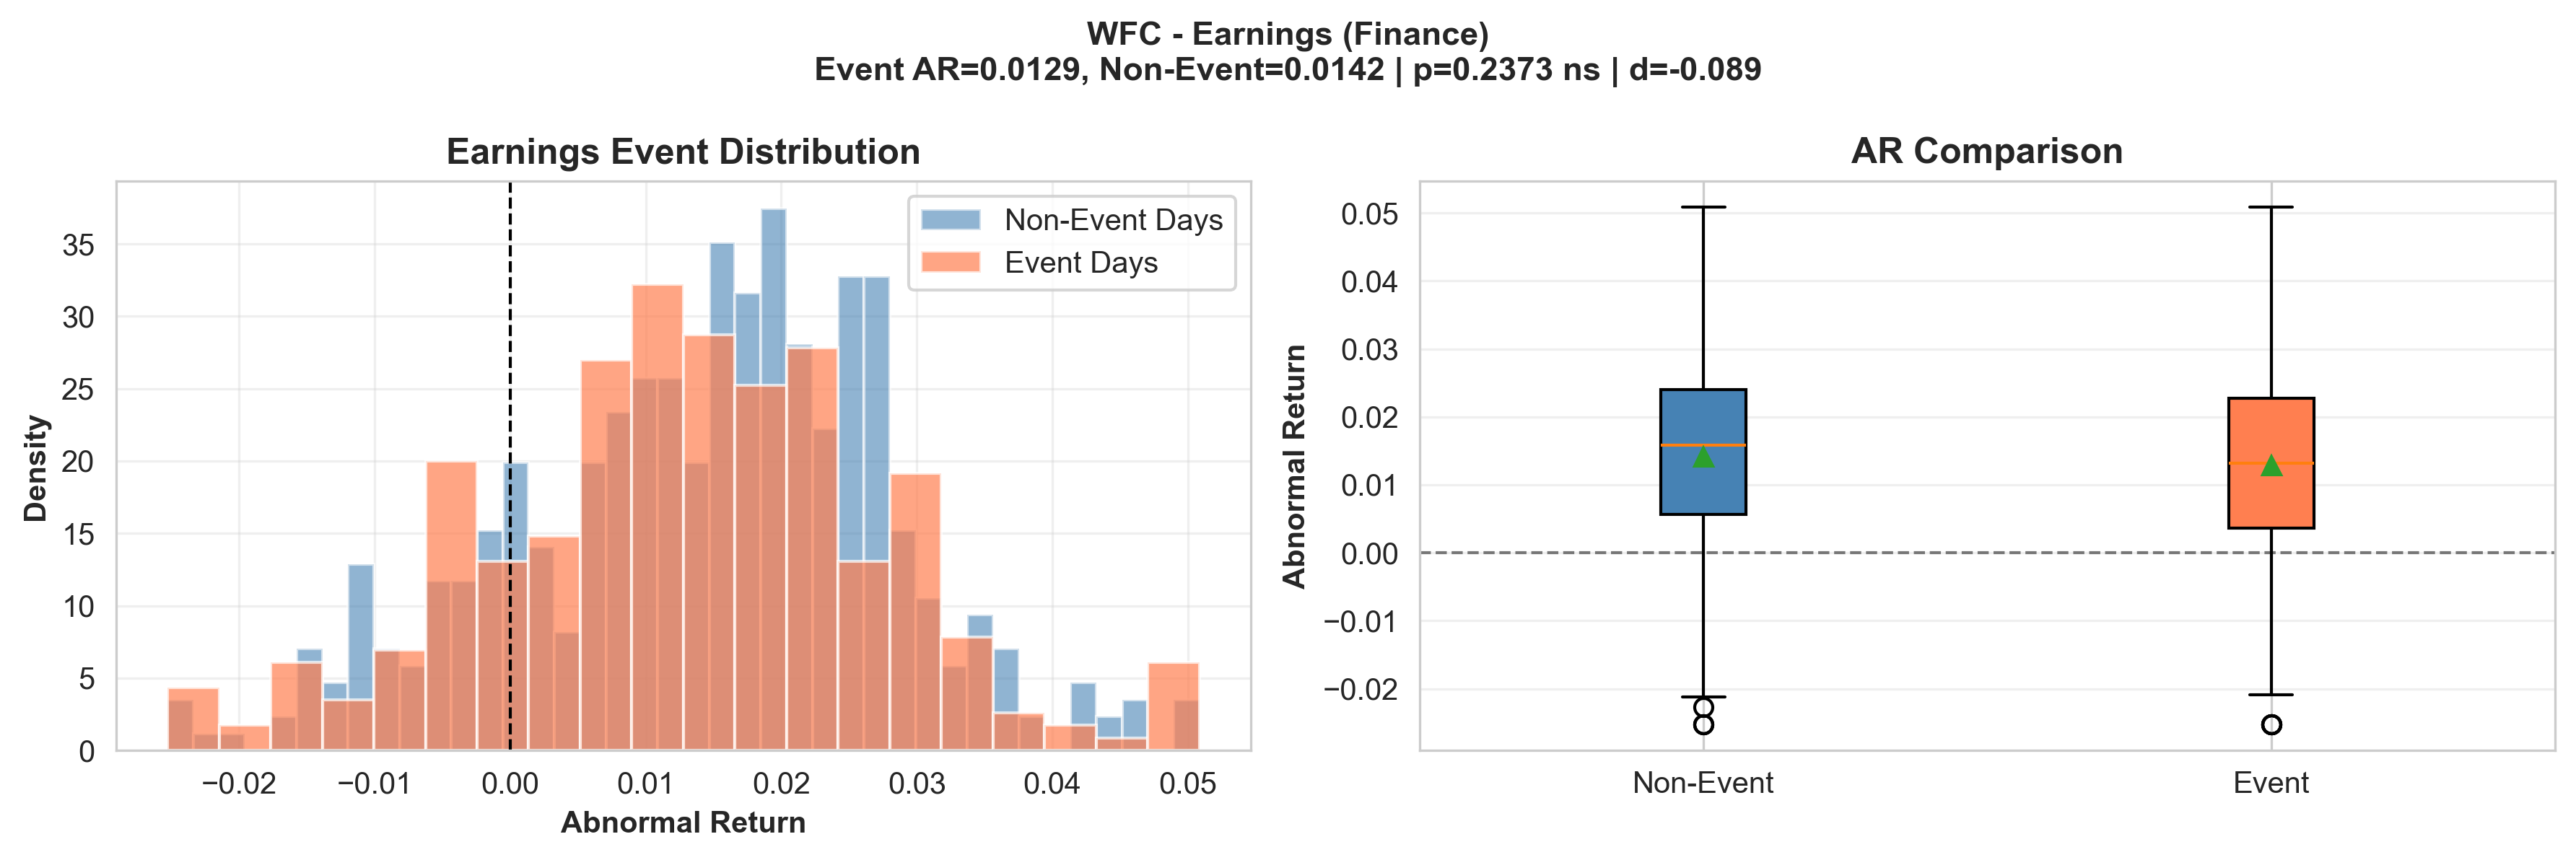 WFC - Earnings (Finance)
Event AR=0.0129, Non-Event=0.0142 | p=0.2373 ns | d=-0.089
Earnings Event Distribution
Density
35
30
25
20
15
10
5
0
Non-Event Days
Event Days
−0.02 −0.01 0.00 0.01 0.02 0.03 0.04 0.05
Abnormal Return
AR Comparison
Abnormal Return
0.05
0.04
0.03
0.02
0.01
0.00
−0.01
−0.02
Non-Event Event